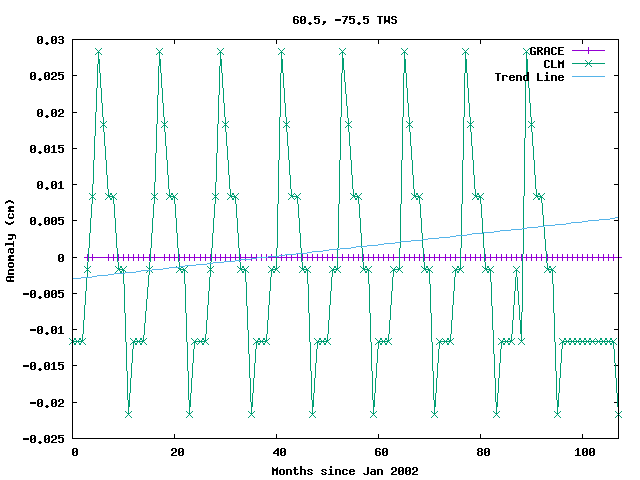 60.5, -75.5 TWS
GRACE
CLM
Trend Line
0.03
0.025
0.02
0.015
0.01
0.005
0
-0.005
-0.01
-0.015
-0.02
-0.025
Anomaly (cm)
0 20 40 60 80 100
Months since Jan 2002